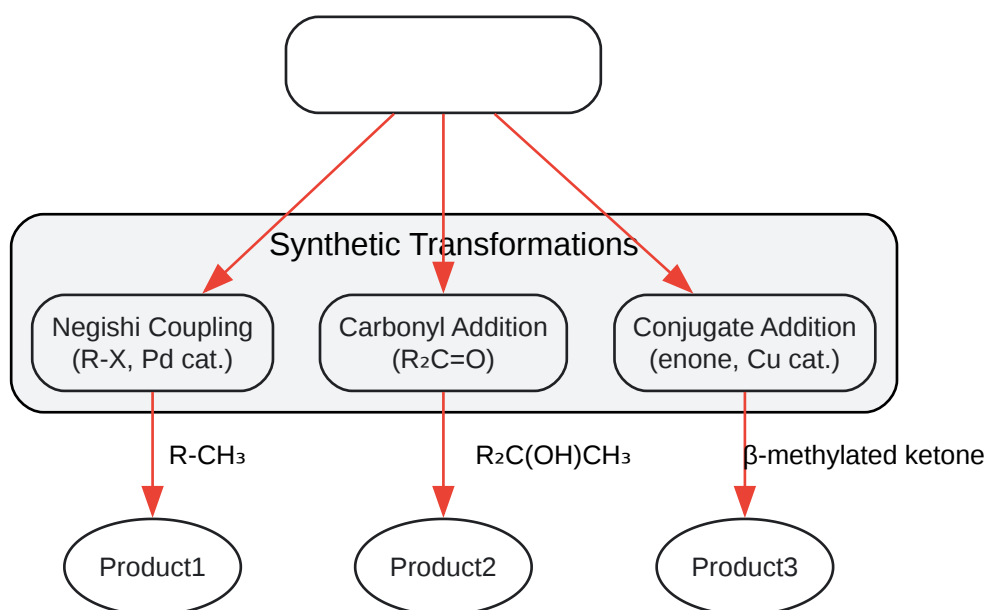 Synthetic Transformations
Negishi Coupling
(R-X, Pd cat.)
Carbonyl Addition
(R₂C=O)
Conjugate Addition
(enone, Cu cat.)
R-CH₃
R₂C(OH)CH₃
β-methylated ketone
Product1
Product2
Product3